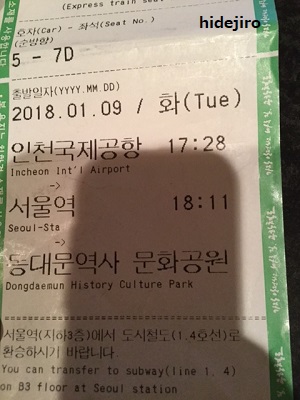 (Express train seat
hidejiro
호차(Car) - 좌석(Seat No.)
(순방향)
5 - 7D
출발일자(YYYY.MM.DD)
2018.01.09 / 화(Tue)
인천국제공항 17:28
Incheon Int'l Airport
->
서울역 18:11
Seoul-Sta
->
동대문역사 문화공원
Dongdaemun History Culture Park
서울역(지하3층)에서 도시철도(1.4호선)로
환승하시기 바랍니다.
You can transfer to subway(line 1. 4)
on B3 floor at Seoul station